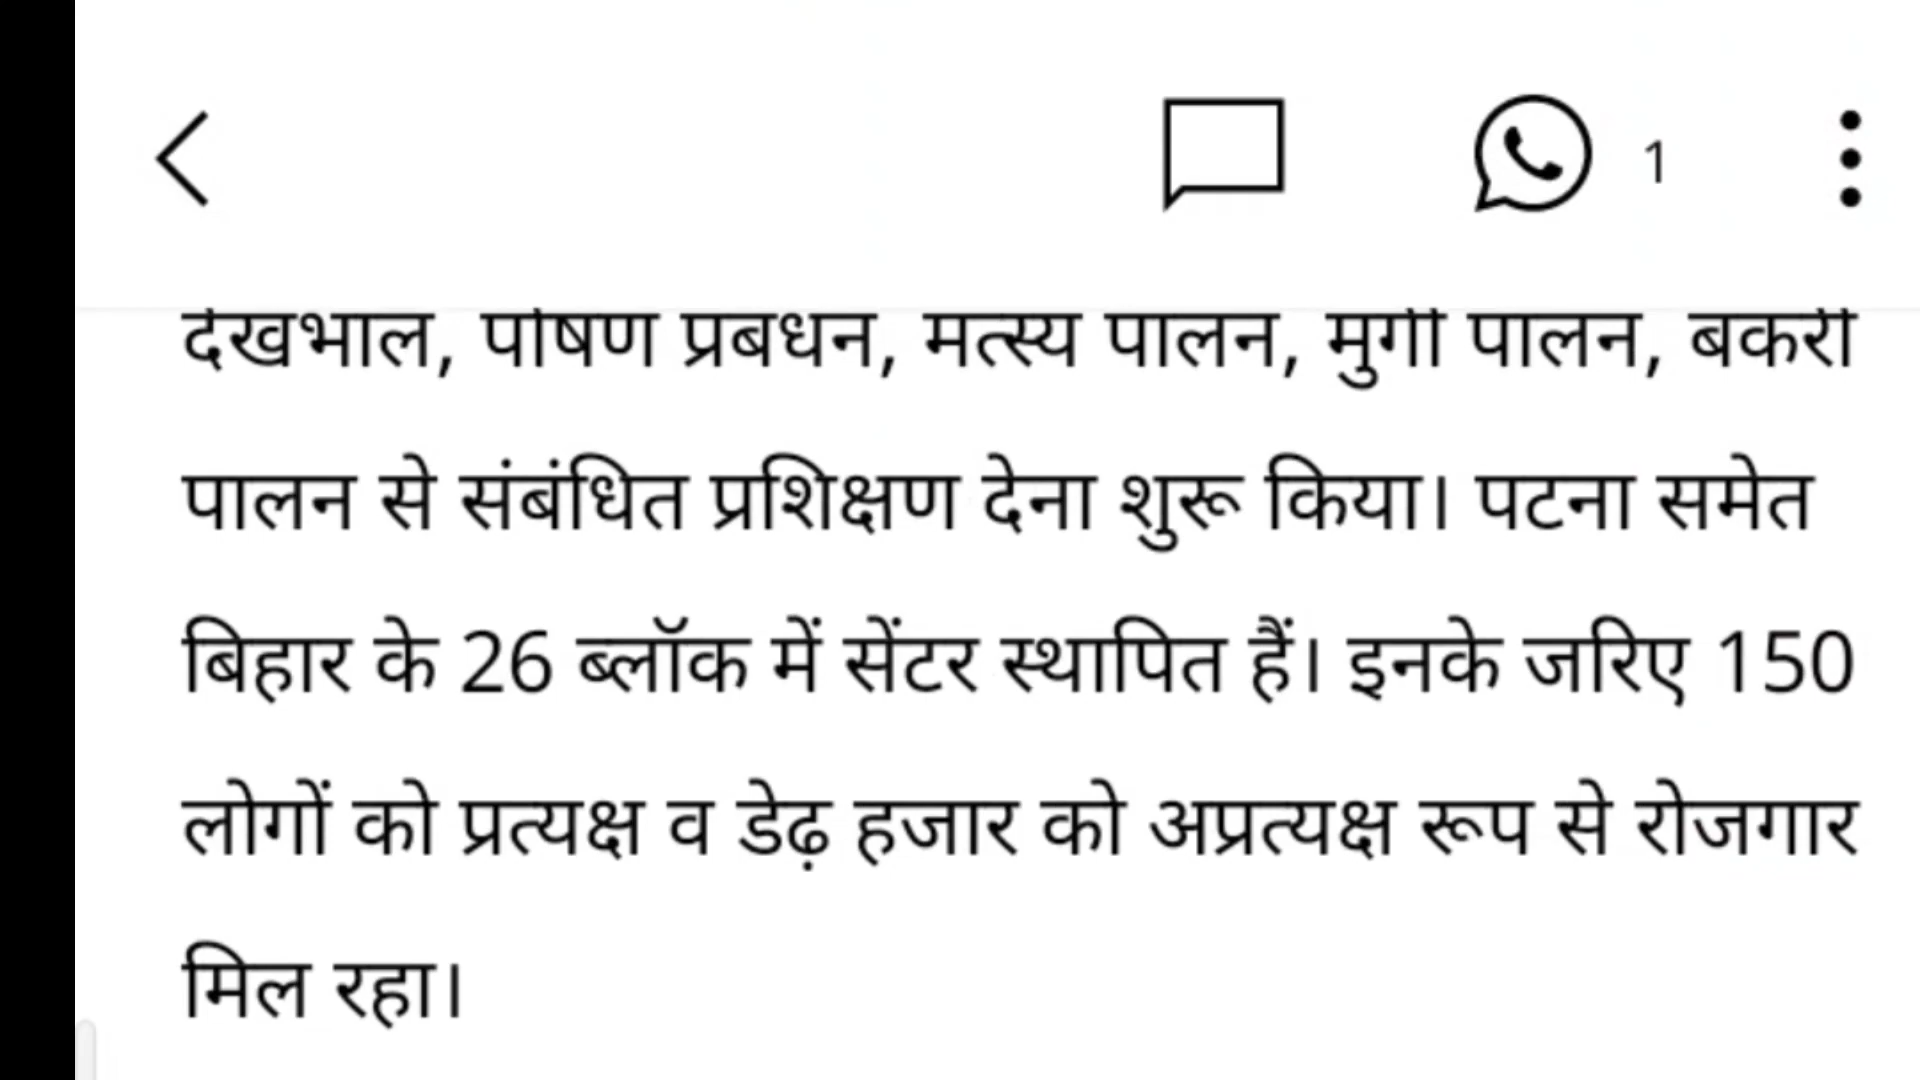 1
देखभाल, पोषण प्रबंधन, मत्स्य पालन, मुर्गी पालन, बकरी
पालन से संबंधित प्रशिक्षण देना शुरू किया। पटना समेत
बिहार के 26 ब्लॉक में सेंटर स्थापित हैं। इनके जरिए 150
लोगों को प्रत्यक्ष व डेढ़ हजार को अप्रत्यक्ष रूप से रोजगार
मिल रहा।